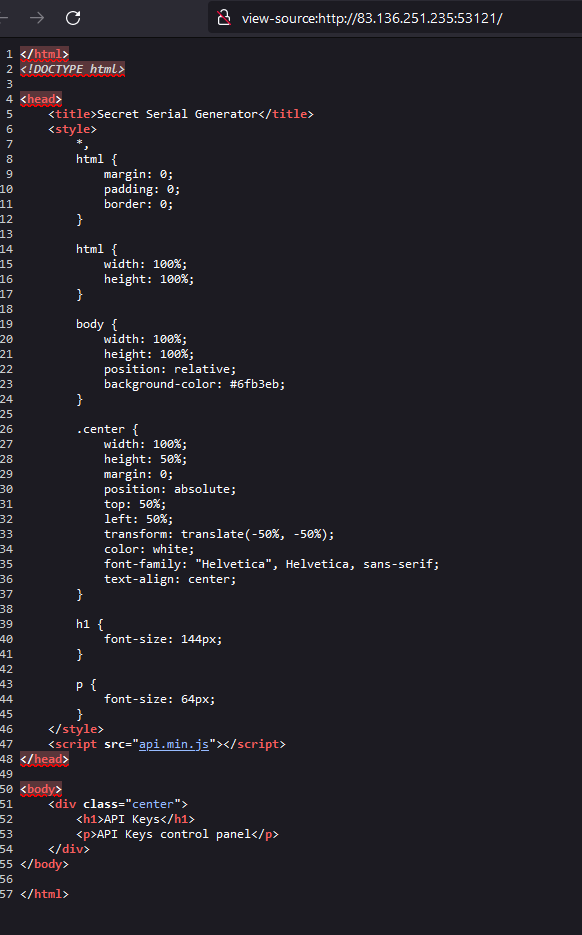 view-source:http://83.136.251.235:53121/
1 </html>
2 <!DOCTYPE html>
3
4 <head>
5     <title>Secret Serial Generator</title>
6     <style>
7         *,
8         html {
9             margin: 0;
10             padding: 0;
11             border: 0;
12         }
13
14         html {
15             width: 100%;
16             height: 100%;
17         }
18
19         body {
20             width: 100%;
21             height: 100%;
22             position: relative;
23             background-color: #6fb3eb;
24         }
25
26         .center {
27             width: 100%;
28             height: 50%;
29             margin: 0;
30             position: absolute;
31             top: 50%;
32             left: 50%;
33             transform: translate(-50%, -50%);
34             color: white;
35             font-family: "Helvetica", Helvetica, sans-serif;
36             text-align: center;
37         }
38
39         h1 {
40             font-size: 144px;
41         }
42
43         p {
44             font-size: 64px;
45         }
46     </style>
47     <script src="api.min.js"></script>
48 </head>
49
50 <body>
51     <div class="center">
52         <h1>API Keys</h1>
53         <p>API Keys control panel</p>
54     </div>
55 </body>
56
57 </html>